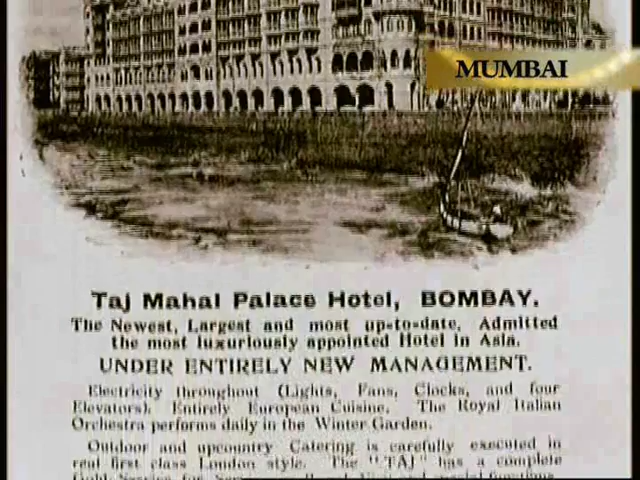 MUMBAI
Taj Mahal Palace Hotel, BOMBAY.
The Newest, Largest and most up-to-date, Admitted
the most luxuriously appointed Hotel in Asia.
UNDER ENTIRELY NEW MANAGEMENT.
Electricity throughout (Lights, Fans, Clocks, and four
Elevators). Entirely European Cuisine. The Royal Italian
Orchestra performs daily in the Winter Garden.
Outdoor and upcountry Catering is carefully executed in
real first class London style. The "TAJ" has a complete